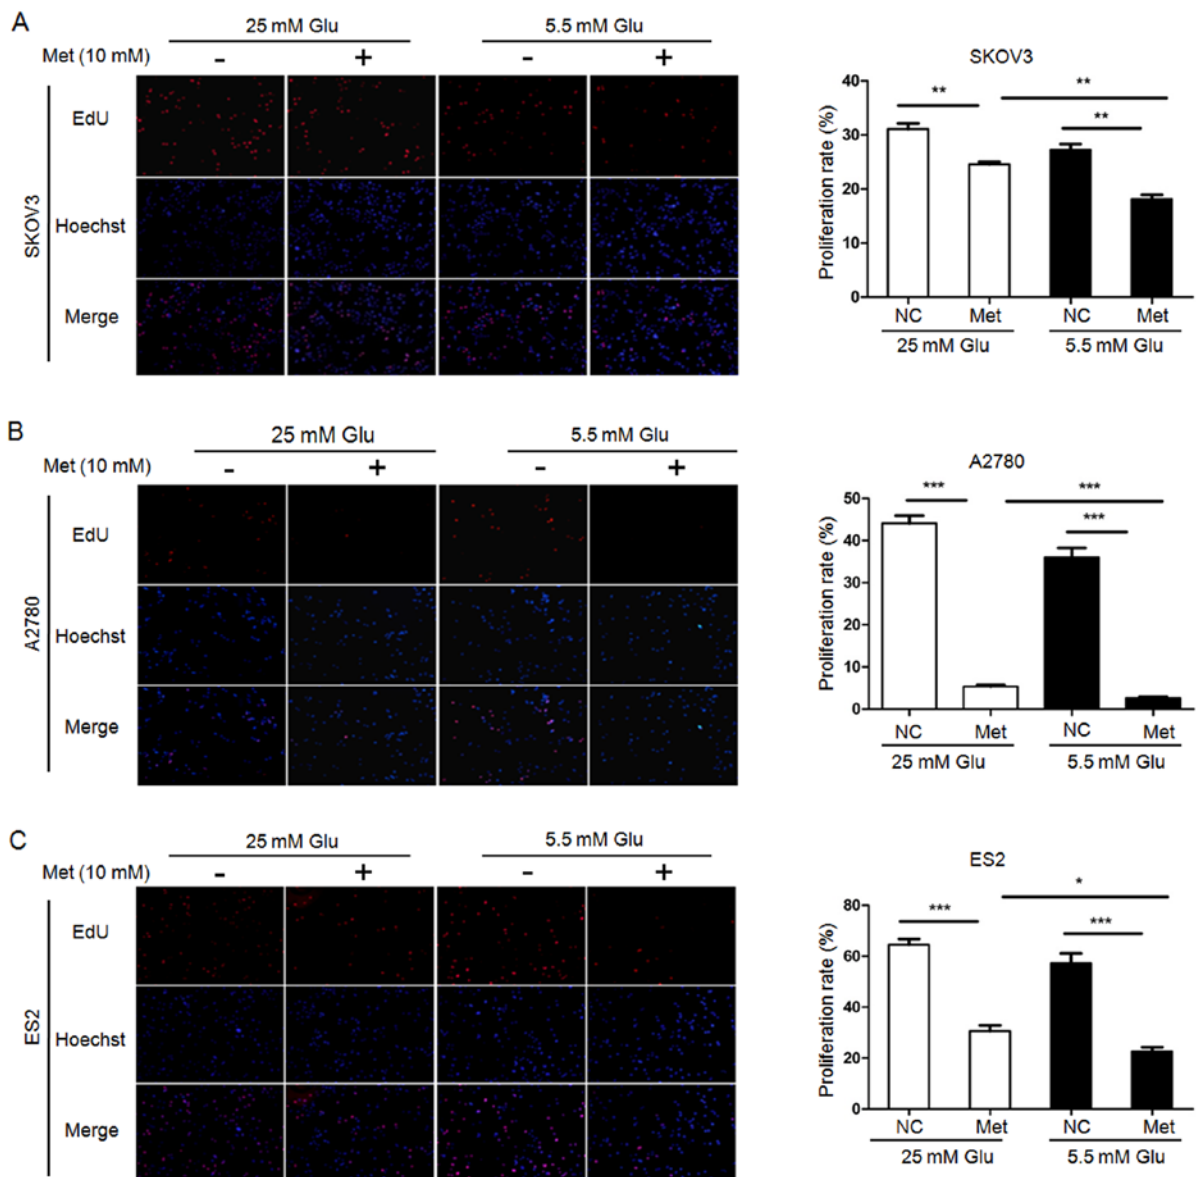 A
25 mM Glu
5.5 mM Glu
Met (10 mM)
-
+
-
+
SKOV3
EdU
Hoechst
Merge
SKOV3
Proliferation rate (%)
40
30
20
10
0
**
**
**
NC
Met
NC
Met
25 mM Glu
5.5 mM Glu
B
25 mM Glu
5.5 mM Glu
Met (10 mM)
-
+
-
+
A2780
EdU
Hoechst
Merge
A2780
Proliferation rate (%)
50
40
30
20
10
0
***
***
***
NC
Met
NC
Met
25 mM Glu
5.5 mM Glu
C
25 mM Glu
5.5 mM Glu
Met (10 mM)
-
+
-
+
ES2
EdU
Hoechst
Merge
ES2
Proliferation rate (%)
80
60
40
20
0
***
*
***
NC
Met
NC
Met
25 mM Glu
5.5 mM Glu